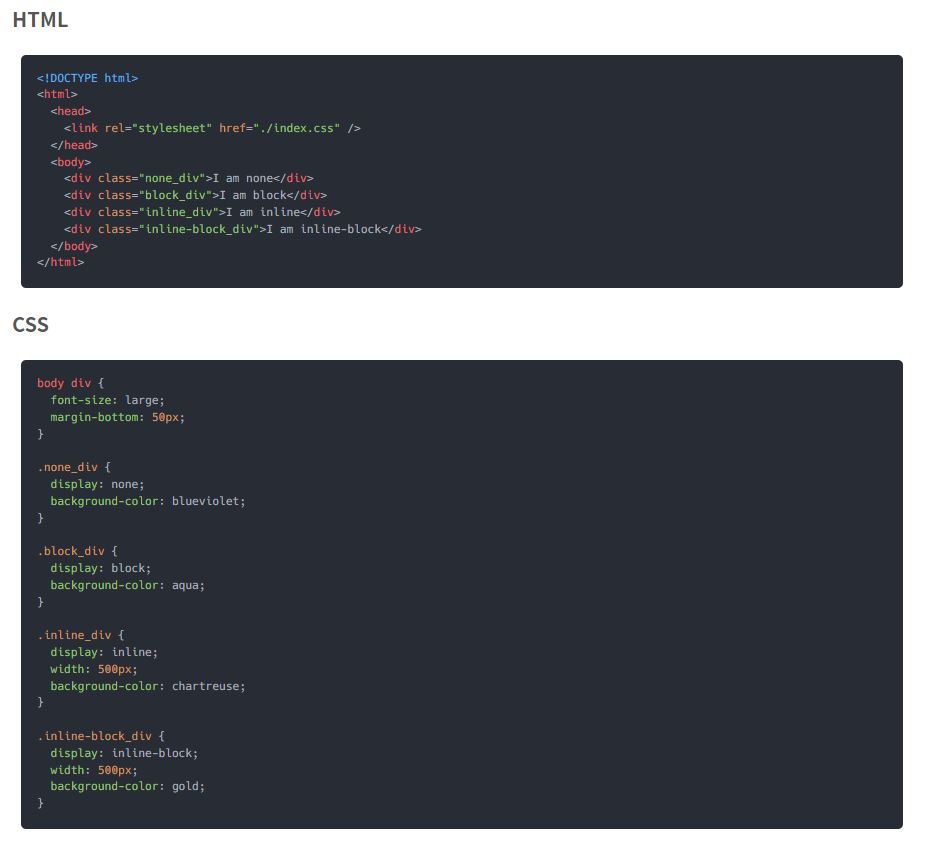 HTML
<!DOCTYPE html>
<html>
  <head>
    <link rel="stylesheet" href="./index.css" />
  </head>
  <body>
    <div class="none_div">I am none</div>
    <div class="block_div">I am block</div>
    <div class="inline_div">I am inline</div>
    <div class="inline-block_div">I am inline-block</div>
  </body>
</html>
CSS
body div {
  font-size: large;
  margin-bottom: 50px;
}

.none_div {
  display: none;
  background-color: blueviolet;
}

.block_div {
  display: block;
  background-color: aqua;
}

.inline_div {
  display: inline;
  width: 500px;
  background-color: chartreuse;
}

.inline-block_div {
  display: inline-block;
  width: 500px;
  background-color: gold;
}